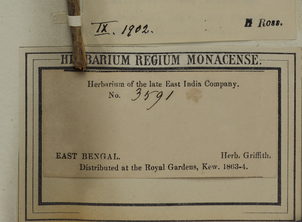 IX. 1902.
H Ross.
HERBARIUM REGIUM MONACENSE.
Herbarium of the late East India Company.
No. 3591
EAST BENGAL. Herb. Griffith.
Distributed at the Royal Gardens, Kew. 1863-4.